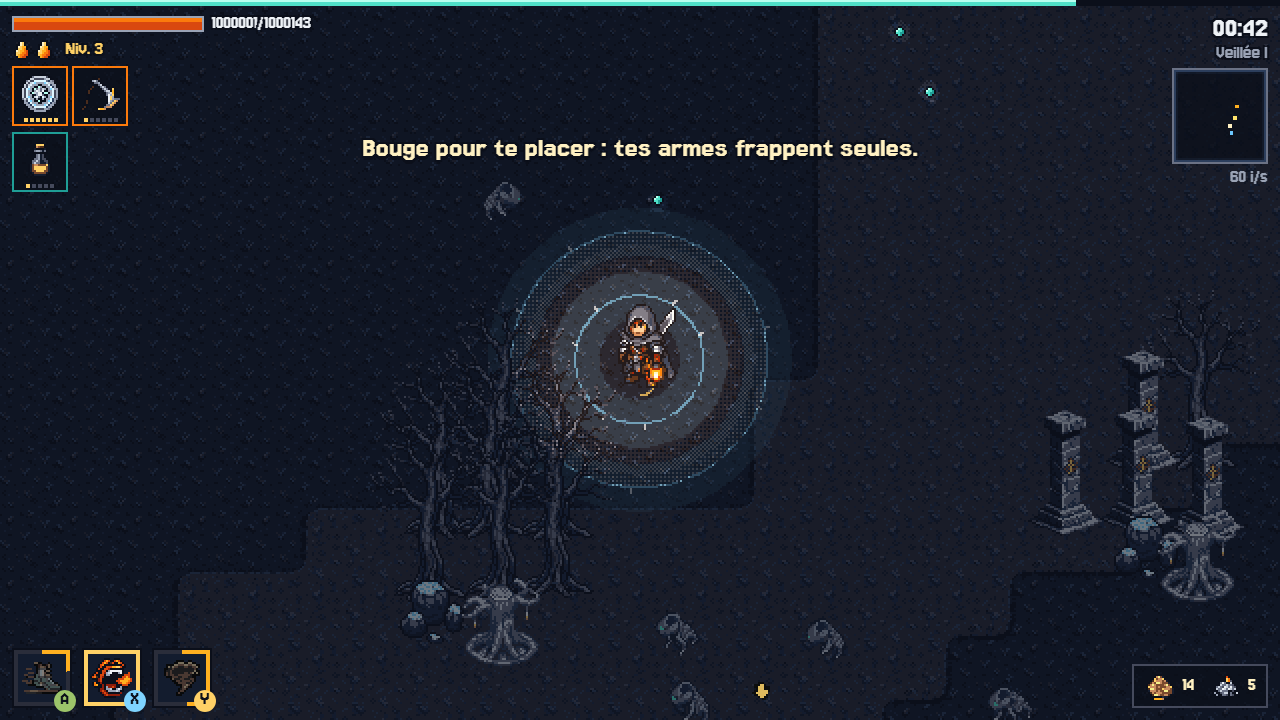 1000001/1000143
00:42
Niv. 3
Veillée I
Bouge pour te placer : tes armes frappent seules.
60 i/s
A
X
Y
14
5